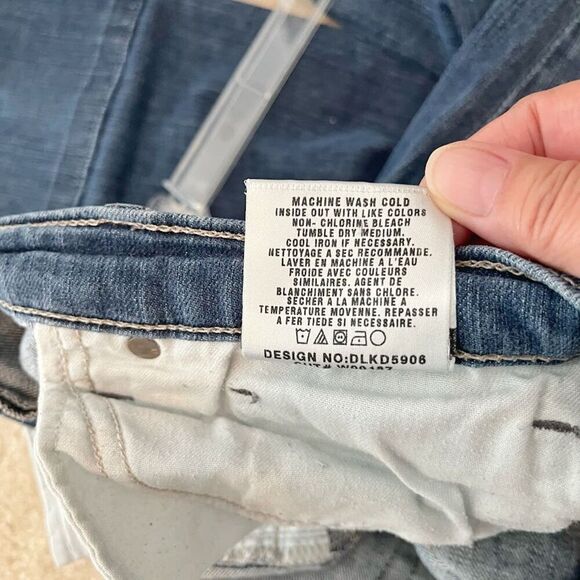 MACHINE WASH COLD
INSIDE OUT WITH LIKE COLORS
NON- CHLORINE BLEACH
TUMBLE DRY MEDIUM.
COOL IRON IF NECESSARY.
NETTOYAGE A SEC RECOMMANDE.
LAVER EN MACHINE A L'EAU
FROIDE AVEC COULEURS
SIMILAIRES. AGENT DE
BLANCHIMENT SANS CHLORE.
SECHER A LA MACHINE A
TEMPERATURE MOVENNE. REPASSER
A FER TIEDE SI NECESSAIRE.
DESIGN NO:DLKD5906